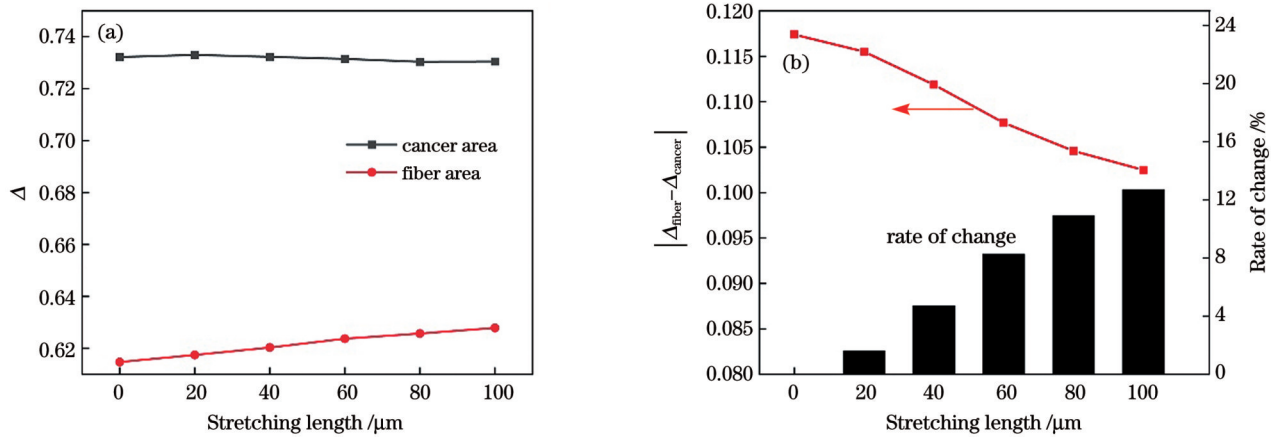 (a)
0.74
0.72
0.70
0.68
0.66
0.64
0.62
Δ
cancer area
fiber area
0 20 40 60 80 100
Stretching length /μm
(b)
0.120
0.115
0.110
0.105
0.100
0.095
0.090
0.085
0.080
|Δfiber−Δcancer|
rate of change
24
20
16
12
8
4
0
Rate of change /%
0 20 40 60 80 100
Stretching length /μm